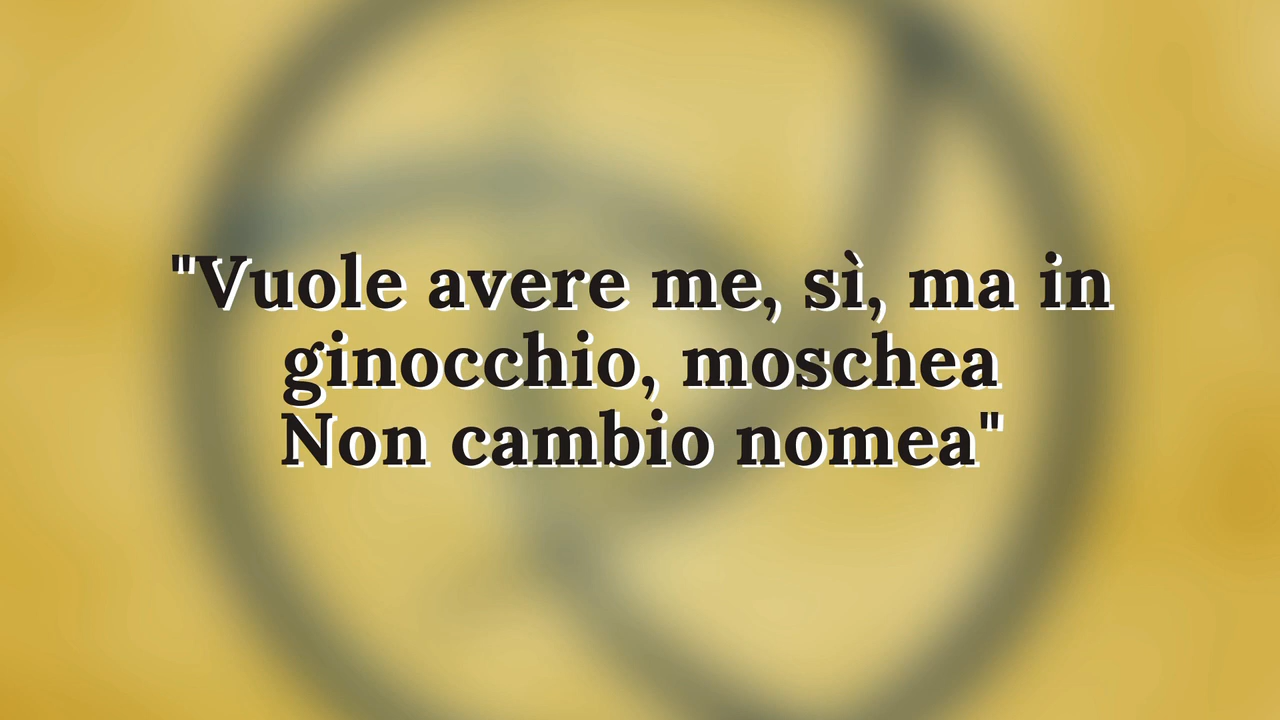 "Vuole avere me, sì, ma in
ginocchio, moschea
Non cambio nomea"